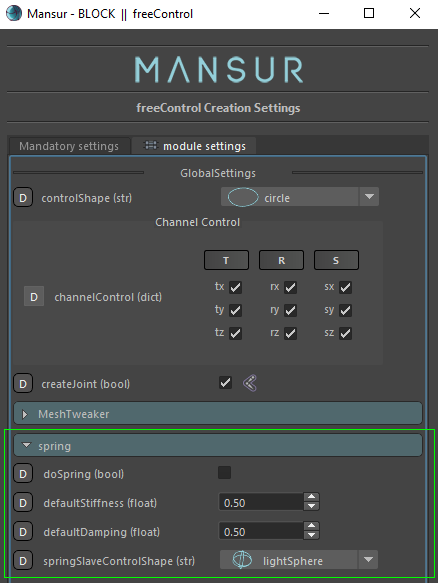 Mansur - BLOCK || freeControl
MANSUR
freeControl Creation Settings
Mandatory settings module settings
GlobalSettings
D controlShape (str) circle
Channel Control
T R S
D channelControl (dict)
tx rx sx
ty ry sy
tz rz sz
D createJoint (bool)
MeshTweaker
spring
D doSpring (bool)
D defaultStiffness (float) 0.50
D defaultDamping (float) 0.50
D springSlaveControlShape (str) lightSphere